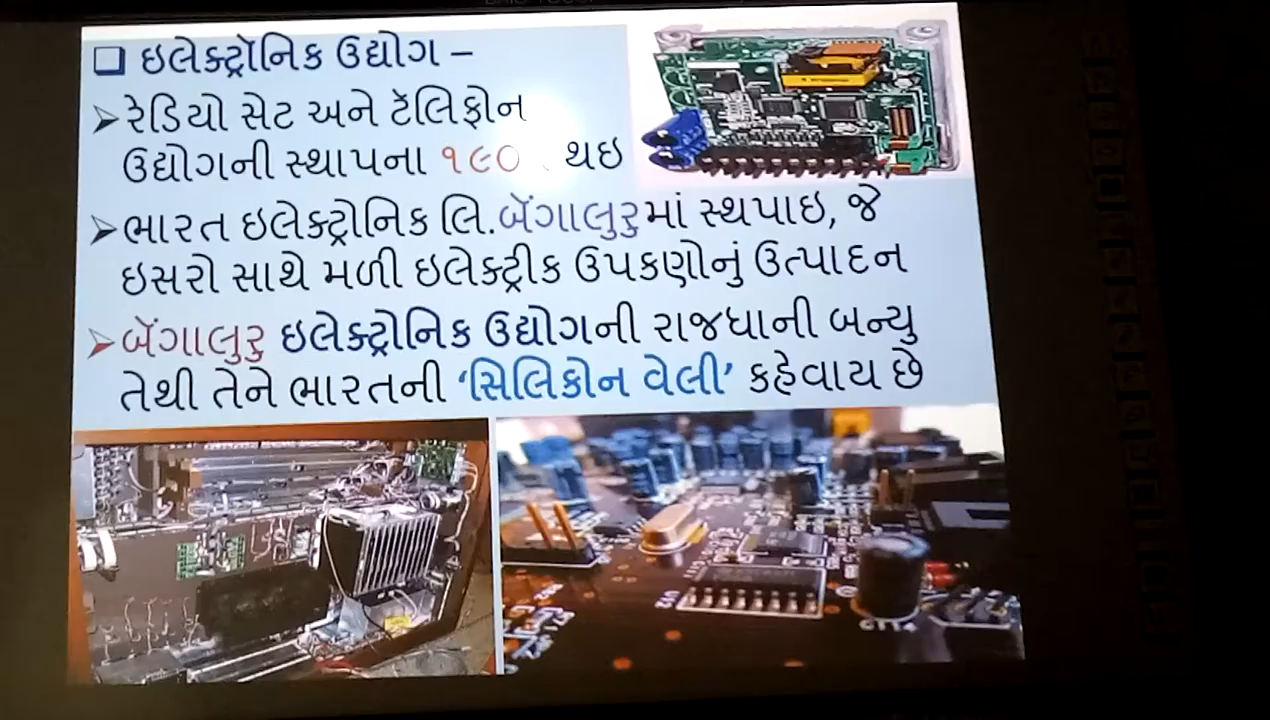 ઇલેક્ટ્રૉનિક ઉદ્યોગ –
રેડિયો સેટ અને ટૅલિફોન
ઉદ્યોગની સ્થાપના થઇ
ભારત ઇલેક્ટ્રોનિક લિ.બેંગાલુરુમાં સ્થપાઇ, જે
ઇસરો સાથે મળી ઇલેક્ટ્રીક ઉપકણોનું ઉત્પાદન
બેંગાલુરુ ઇલેક્ટ્રોનિક ઉદ્યોગની રાજધાની બન્યુ
તેથી તેને ભારતની ‘સિલિકોન વેલી’ કહેવાય છે